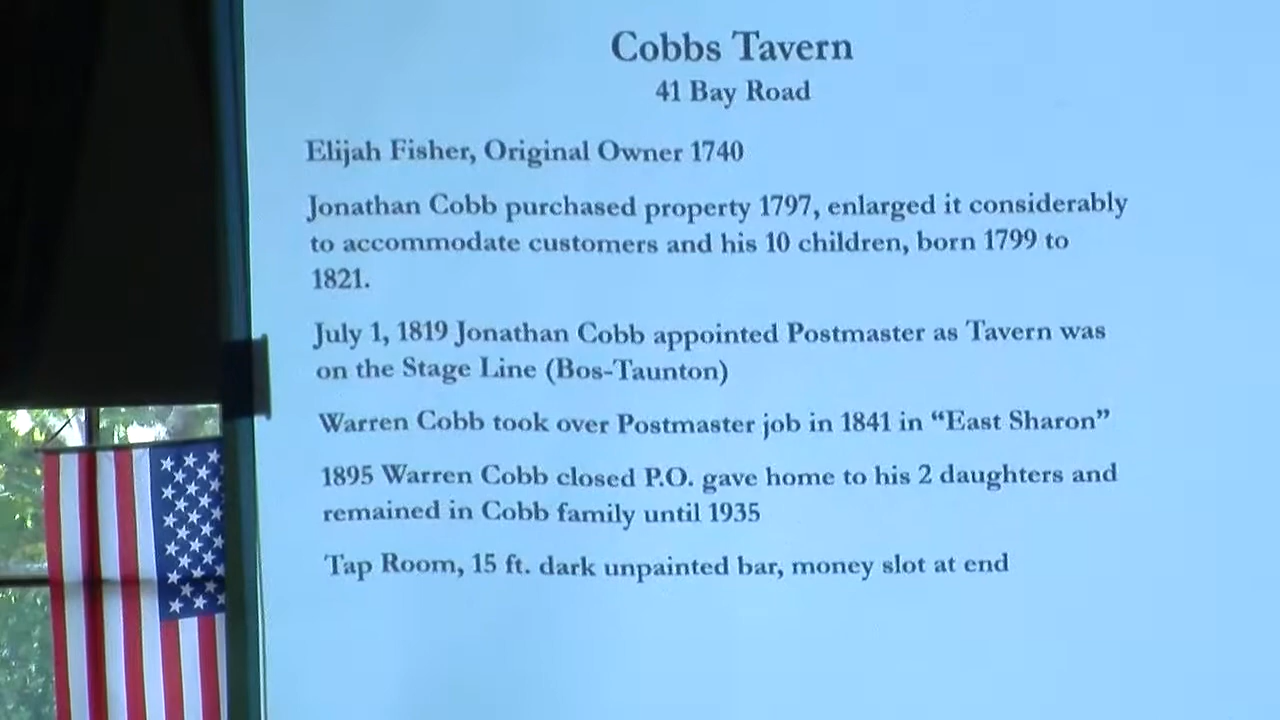 Cobbs Tavern
41 Bay Road
Elijah Fisher, Original Owner 1740
Jonathan Cobb purchased property 1797, enlarged it considerably
to accommodate customers and his 10 children, born 1799 to
1821.
July 1, 1819 Jonathan Cobb appointed Postmaster as Tavern was
on the Stage Line (Bos-Taunton)
Warren Cobb took over Postmaster job in 1841 in “East Sharon”
1895 Warren Cobb closed P.O. gave home to his 2 daughters and
remained in Cobb family until 1935
Tap Room, 15 ft. dark unpainted bar, money slot at end